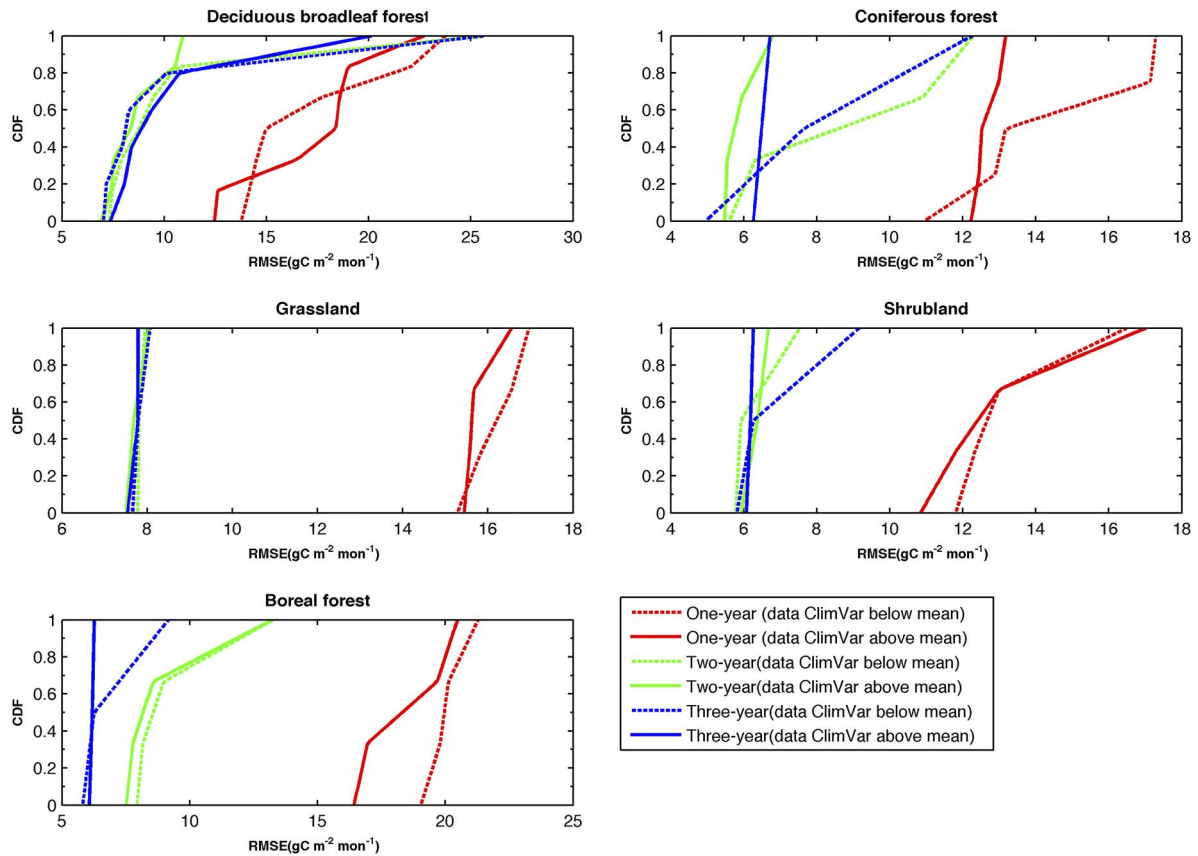 Deciduous broadleaf forest
1
0.8
0.6
0.4
0.2
0
CDF
5 10 15 20 25 30
RMSE(gC m⁻² mon⁻¹)
Coniferous forest
1
0.8
0.6
0.4
0.2
0
CDF
4 6 8 10 12 14 16 18
RMSE(gC m⁻² mon⁻¹)
Grassland
1
0.8
0.6
0.4
0.2
0
CDF
6 8 10 12 14 16 18
RMSE(gC m⁻² mon⁻¹)
Shrubland
1
0.8
0.6
0.4
0.2
0
CDF
4 6 8 10 12 14 16 18
RMSE(gC m⁻² mon⁻¹)
Boreal forest
1
0.8
0.6
0.4
0.2
0
CDF
5 10 15 20 25
RMSE(gC m⁻² mon⁻¹)
One-year (data ClimVar below mean)
One-year (data ClimVar above mean)
Two-year(data ClimVar below mean)
Two-year(data ClimVar above mean)
Three-year(data ClimVar below mean)
Three-year(data ClimVar above mean)